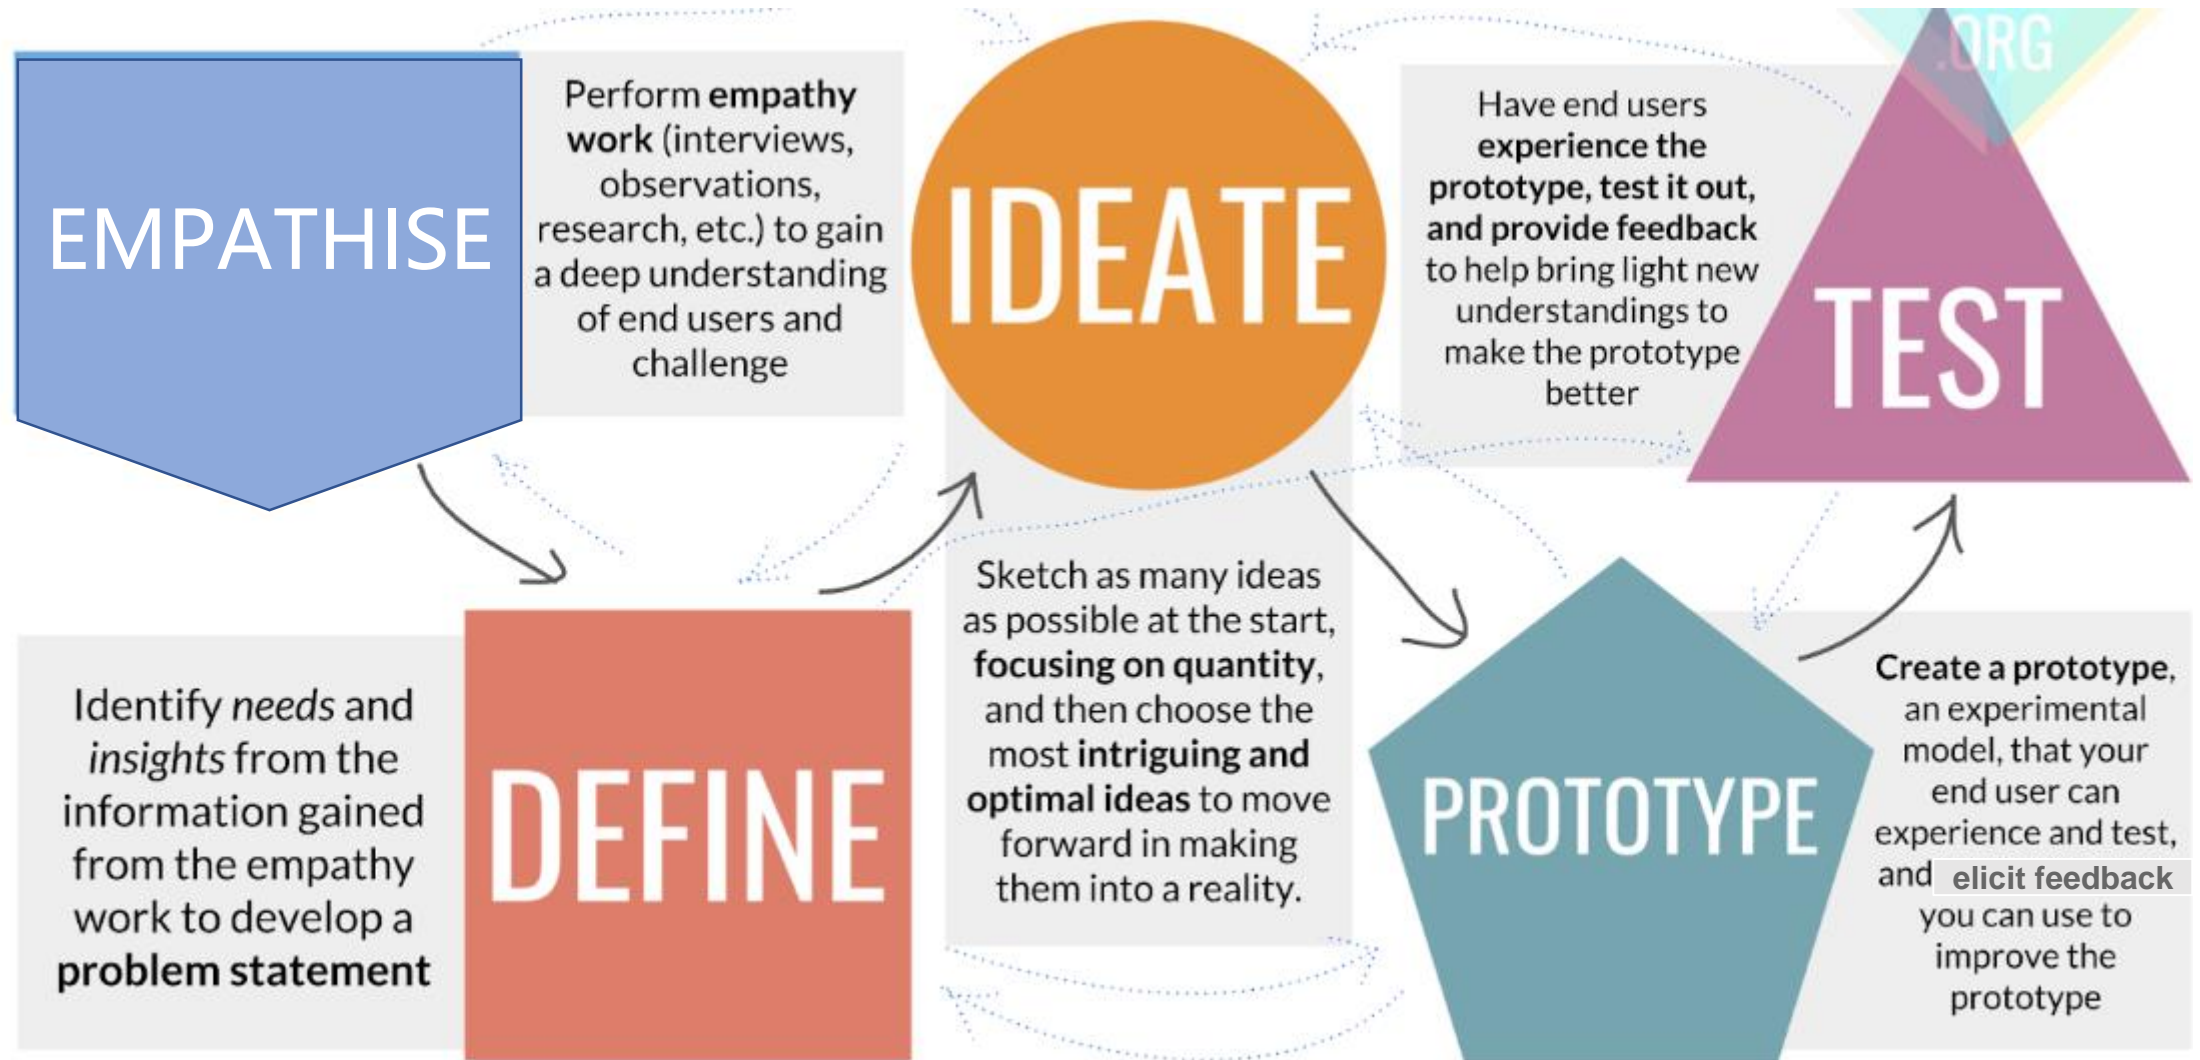 EMPATHISE
Perform empathy
work (interviews,
observations,
research, etc.) to gain
a deep understanding
of end users and
challenge
IDEATE
Have end users
experience the
prototype, test it out,
and provide feedback
to help bring light new
understandings to
make the prototype
better
.ORG
TEST
Identify needs and
insights from the
information gained
from the empathy
work to develop a
problem statement
DEFINE
Sketch as many ideas
as possible at the start,
focusing on quantity,
and then choose the
most intriguing and
optimal ideas to move
forward in making
them into a reality.
PROTOTYPE
Create a prototype,
an experimental
model, that your
end user can
experience and test,
and elicit feedback
you can use to
improve the
prototype